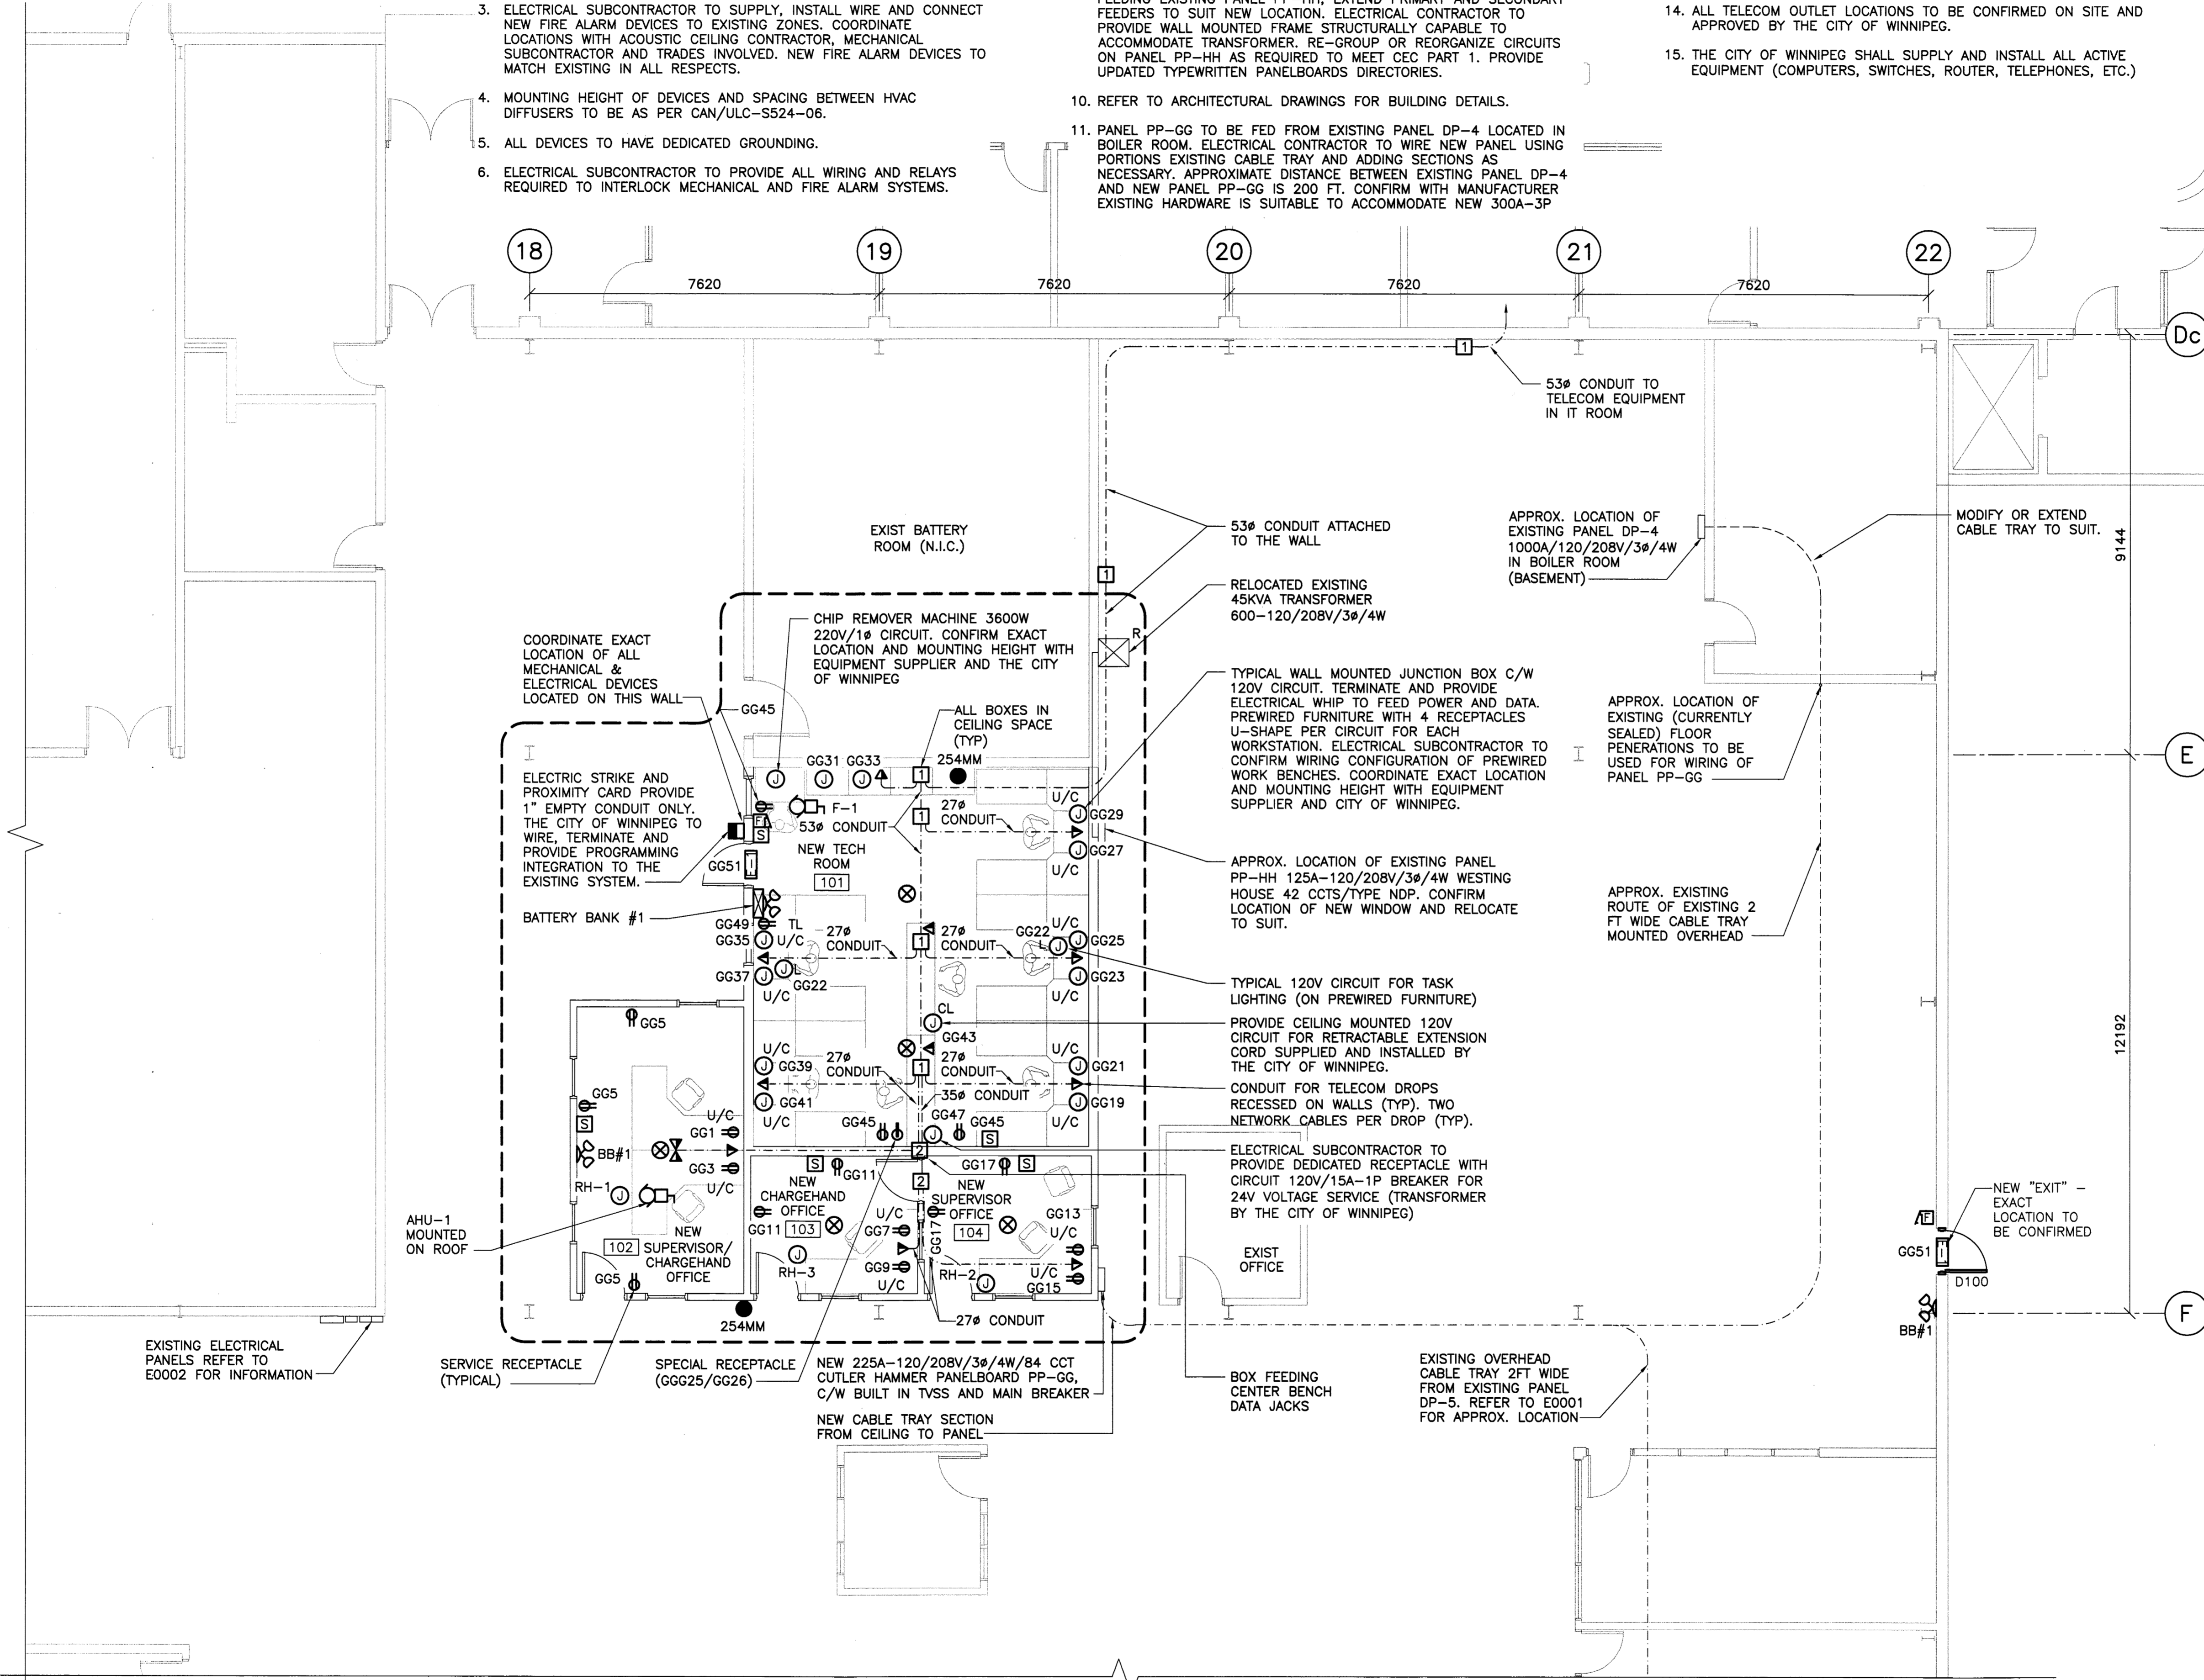 3. ELECTRICAL SUBCONTRACTOR TO SUPPLY, INSTALL WIRE AND CONNECT
NEW FIRE ALARM DEVICES TO EXISTING ZONES. COORDINATE
LOCATIONS WITH ACOUSTIC CEILING CONTRACTOR, MECHANICAL
SUBCONTRACTOR AND TRADES INVOLVED. NEW FIRE ALARM DEVICES TO
MATCH EXISTING IN ALL RESPECTS.
4. MOUNTING HEIGHT OF DEVICES AND SPACING BETWEEN HVAC
DIFFUSERS TO BE AS PER CAN/ULC-S524-06.
5. ALL DEVICES TO HAVE DEDICATED GROUNDING.
6. ELECTRICAL SUBCONTRACTOR TO PROVIDE ALL WIRING AND RELAYS
REQUIRED TO INTERLOCK MECHANICAL AND FIRE ALARM SYSTEMS.
FEEDING EXISTING PANEL PP-HH, EXTEND PRIMARY AND SECONDARY
FEEDERS TO SUIT NEW LOCATION. ELECTRICAL CONTRACTOR TO
PROVIDE WALL MOUNTED FRAME STRUCTURALLY CAPABLE TO
ACCOMMODATE TRANSFORMER. RE-GROUP OR REORGANIZE CIRCUITS
ON PANEL PP-HH AS REQUIRED TO MEET CEC PART 1. PROVIDE
UPDATED TYPEWRITTEN PANELBOARDS DIRECTORIES.
10. REFER TO ARCHITECTURAL DRAWINGS FOR BUILDING DETAILS.
11. PANEL PP-GG TO BE FED FROM EXISTING PANEL DP-4 LOCATED IN
BOILER ROOM. ELECTRICAL CONTRACTOR TO WIRE NEW PANEL USING
PORTIONS EXISTING CABLE TRAY AND ADDING SECTIONS AS
NECESSARY. APPROXIMATE DISTANCE BETWEEN EXISTING PANEL DP-4
AND NEW PANEL PP-GG IS 200 FT. CONFIRM WITH MANUFACTURER
EXISTING HARDWARE IS SUITABLE TO ACCOMMODATE NEW 300A-3P
14. ALL TELECOM OUTLET LOCATIONS TO BE CONFIRMED ON SITE AND
APPROVED BY THE CITY OF WINNIPEG.
15. THE CITY OF WINNIPEG SHALL SUPPLY AND INSTALL ALL ACTIVE
EQUIPMENT (COMPUTERS, SWITCHES, ROUTER, TELEPHONES, ETC.)
18 19 20 21 22
7620 7620 7620 7620
Dc
1
53ø CONDUIT TO
TELECOM EQUIPMENT
IN IT ROOM
EXIST BATTERY
ROOM (N.I.C.)
53ø CONDUIT ATTACHED
TO THE WALL
1
APPROX. LOCATION OF
EXISTING PANEL DP-4
1000A/120/208V/3ø/4W
IN BOILER ROOM
(BASEMENT)
MODIFY OR EXTEND
CABLE TRAY TO SUIT.
9144
RELOCATED EXISTING
45KVA TRANSFORMER
600-120/208V/3ø/4W
R
CHIP REMOVER MACHINE 3600W
220V/1ø CIRCUIT. CONFIRM EXACT
LOCATION AND MOUNTING HEIGHT WITH
EQUIPMENT SUPPLIER AND THE CITY
OF WINNIPEG
COORDINATE EXACT
LOCATION OF ALL
MECHANICAL &
ELECTRICAL DEVICES
LOCATED ON THIS WALL
GG45
ALL BOXES IN
CEILING SPACE
(TYP)
TYPICAL WALL MOUNTED JUNCTION BOX C/W
120V CIRCUIT. TERMINATE AND PROVIDE
ELECTRICAL WHIP TO FEED POWER AND DATA.
PREWIRED FURNITURE WITH 4 RECEPTACLES
U-SHAPE PER CIRCUIT FOR EACH
WORKSTATION. ELECTRICAL SUBCONTRACTOR TO
CONFIRM WIRING CONFIGURATION OF PREWIRED
WORK BENCHES. COORDINATE EXACT LOCATION
AND MOUNTING HEIGHT WITH EQUIPMENT
SUPPLIER AND CITY OF WINNIPEG.
APPROX. LOCATION OF
EXISTING (CURRENTLY
SEALED) FLOOR
PENERATIONS TO BE
USED FOR WIRING OF
PANEL PP-GG
E
GG31 GG33 254MM
J J J 1
ELECTRIC STRIKE AND
PROXIMITY CARD PROVIDE
1" EMPTY CONDUIT ONLY.
THE CITY OF WINNIPEG TO
WIRE, TERMINATE AND
PROVIDE PROGRAMMING
INTEGRATION TO THE
EXISTING SYSTEM.
F-1
F
S
53ø CONDUIT
1
27ø
CONDUIT
U/C
J GG29
J GG27
U/C
NEW TECH
ROOM
101
GG51
BATTERY BANK #1
APPROX. LOCATION OF EXISTING PANEL
PP-HH 125A-120/208V/3ø/4W WESTING
HOUSE 42 CCTS/TYPE NDP. CONFIRM
LOCATION OF NEW WINDOW AND RELOCATE
TO SUIT.
APPROX. EXISTING
ROUTE OF EXISTING 2
FT WIDE CABLE TRAY
MOUNTED OVERHEAD
GG49 TL
GG35 J U/C
27ø
CONDUIT
1
27ø
CONDUIT
GG22
L J
U/C
J GG25
GG37 J J L
GG22
U/C
J GG23
U/C
TYPICAL 120V CIRCUIT FOR TASK
LIGHTING (ON PREWIRED FURNITURE)
CL
J
GG43
PROVIDE CEILING MOUNTED 120V
CIRCUIT FOR RETRACTABLE EXTENSION
CORD SUPPLIED AND INSTALLED BY
THE CITY OF WINNIPEG.
12192
GG5
U/C
J GG39
27ø
CONDUIT
1
27ø
CONDUIT
U/C
J GG21
J GG41
U/C
35ø CONDUIT
J GG19
U/C
CONDUIT FOR TELECOM DROPS
RECESSED ON WALLS (TYP). TWO
NETWORK CABLES PER DROP (TYP).
GG5
S
U/C
GG1
BB#1
GG3
U/C
GG45
GG47
J
GG45
S
2
ELECTRICAL SUBCONTRACTOR TO
PROVIDE DEDICATED RECEPTACLE WITH
CIRCUIT 120V/15A-1P BREAKER FOR
24V VOLTAGE SERVICE (TRANSFORMER
BY THE CITY OF WINNIPEG)
RH-1 J
S
GG11
NEW
CHARGEHAND
OFFICE
GG11 103
2
GG17 S
NEW
SUPERVISOR
OFFICE
104
U/C
GG7
GG17
GG13
U/C
J
RH-3
GG9
U/C
RH-2 J
U/C
GG15
AHU-1
MOUNTED
ON ROOF
NEW
102 SUPERVISOR/
CHARGEHAND
OFFICE
GG5
EXIST
OFFICE
NEW "EXIT" -
EXACT
LOCATION TO
BE CONFIRMED
F
GG51
D100
BB#1
F
254MM
27ø CONDUIT
EXISTING ELECTRICAL
PANELS REFER TO
E0002 FOR INFORMATION
SERVICE RECEPTACLE
(TYPICAL)
SPECIAL RECEPTACLE
(GGG25/GG26)
NEW 225A-120/208V/3ø/4W/84 CCT
CUTLER HAMMER PANELBOARD PP-GG,
C/W BUILT IN TVSS AND MAIN BREAKER
NEW CABLE TRAY SECTION
FROM CEILING TO PANEL
BOX FEEDING
CENTER BENCH
DATA JACKS
EXISTING OVERHEAD
CABLE TRAY 2FT WIDE
FROM EXISTING PANEL
DP-5. REFER TO E0001
FOR APPROX. LOCATION